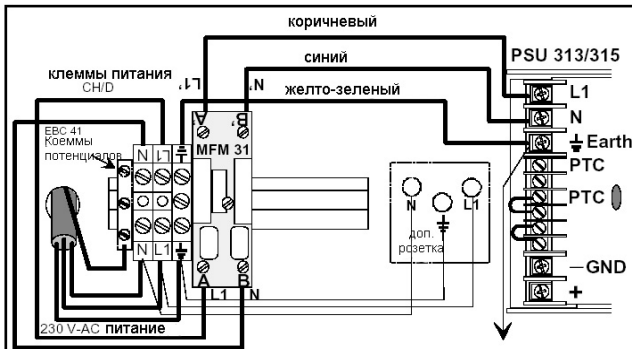 коричневый
синий
PSU 313/315
клеммы питания
CH/D
L1'
N'
желто-зеленый
L1
N
Earth
PTC
PTC
GND
+
EBC 41
Коеммы
потенциалов
N L1
A' B'
MFM 31
N
L1
доп.
розетка
N L1
A B
L1 N
230 V-AC питание